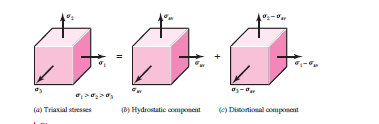 σ₂ σav σ₂ − σav
σ₁ = σav + σ₁ − σav
σ₃ σav σ₃ − σav
σ₁ > σ₂ > σ₃
(a) Triaxial stresses (b) Hydrostatic component (c) Distortional component